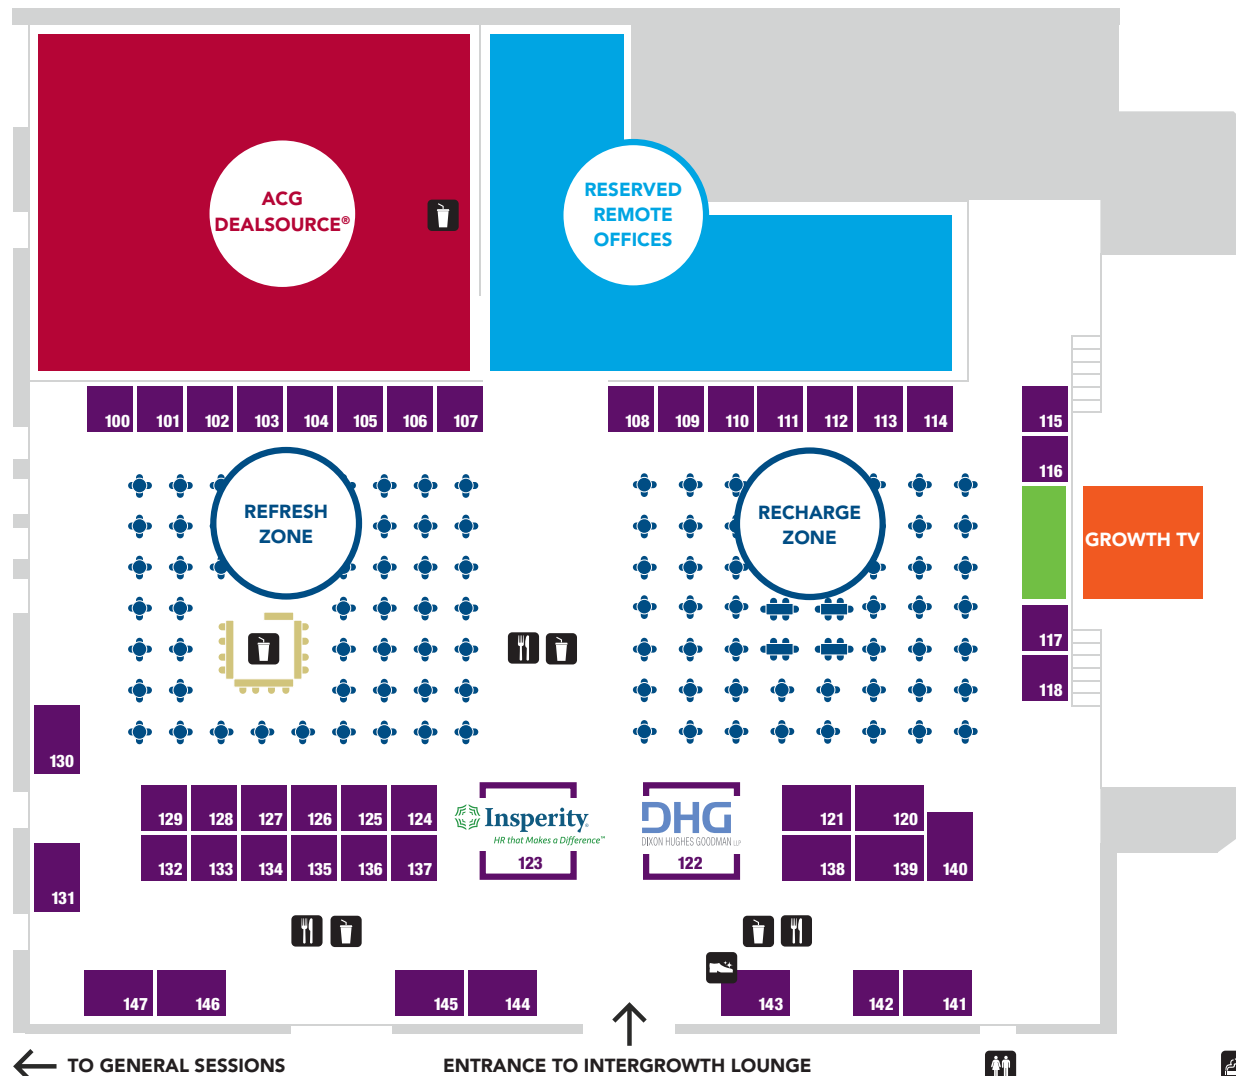 ACG
DEALSOURCE®
RESERVED
REMOTE
OFFICES
100 101 102 103 104 105 106 107
108 109 110 111 112 113 114
115
116
REFRESH
ZONE
RECHARGE
ZONE
GROWTH TV
117
118
130
129 128 127 126 125 124
Insperity®
HR that Makes a Difference™
123
DHG
DIXON HUGHES GOODMAN LLP
122
121 120
132 133 134 135 136 137
138 139 140
131
147 146
145 144
143
142 141
TO GENERAL SESSIONS
ENTRANCE TO INTERGROWTH LOUNGE